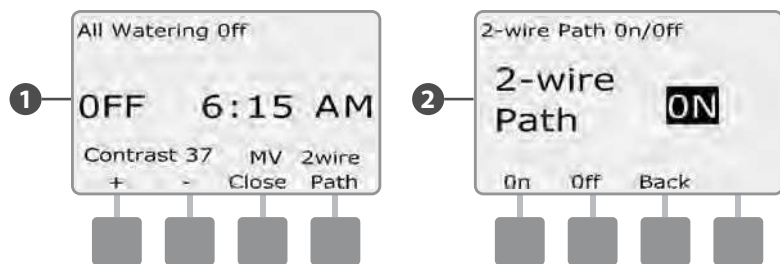 All Watering Off
1
OFF 6:15 AM
Contrast 37 MV 2wire
+ - Close Path
2-wire Path On/Off
2
2-wire
Path
ON
On Off Back